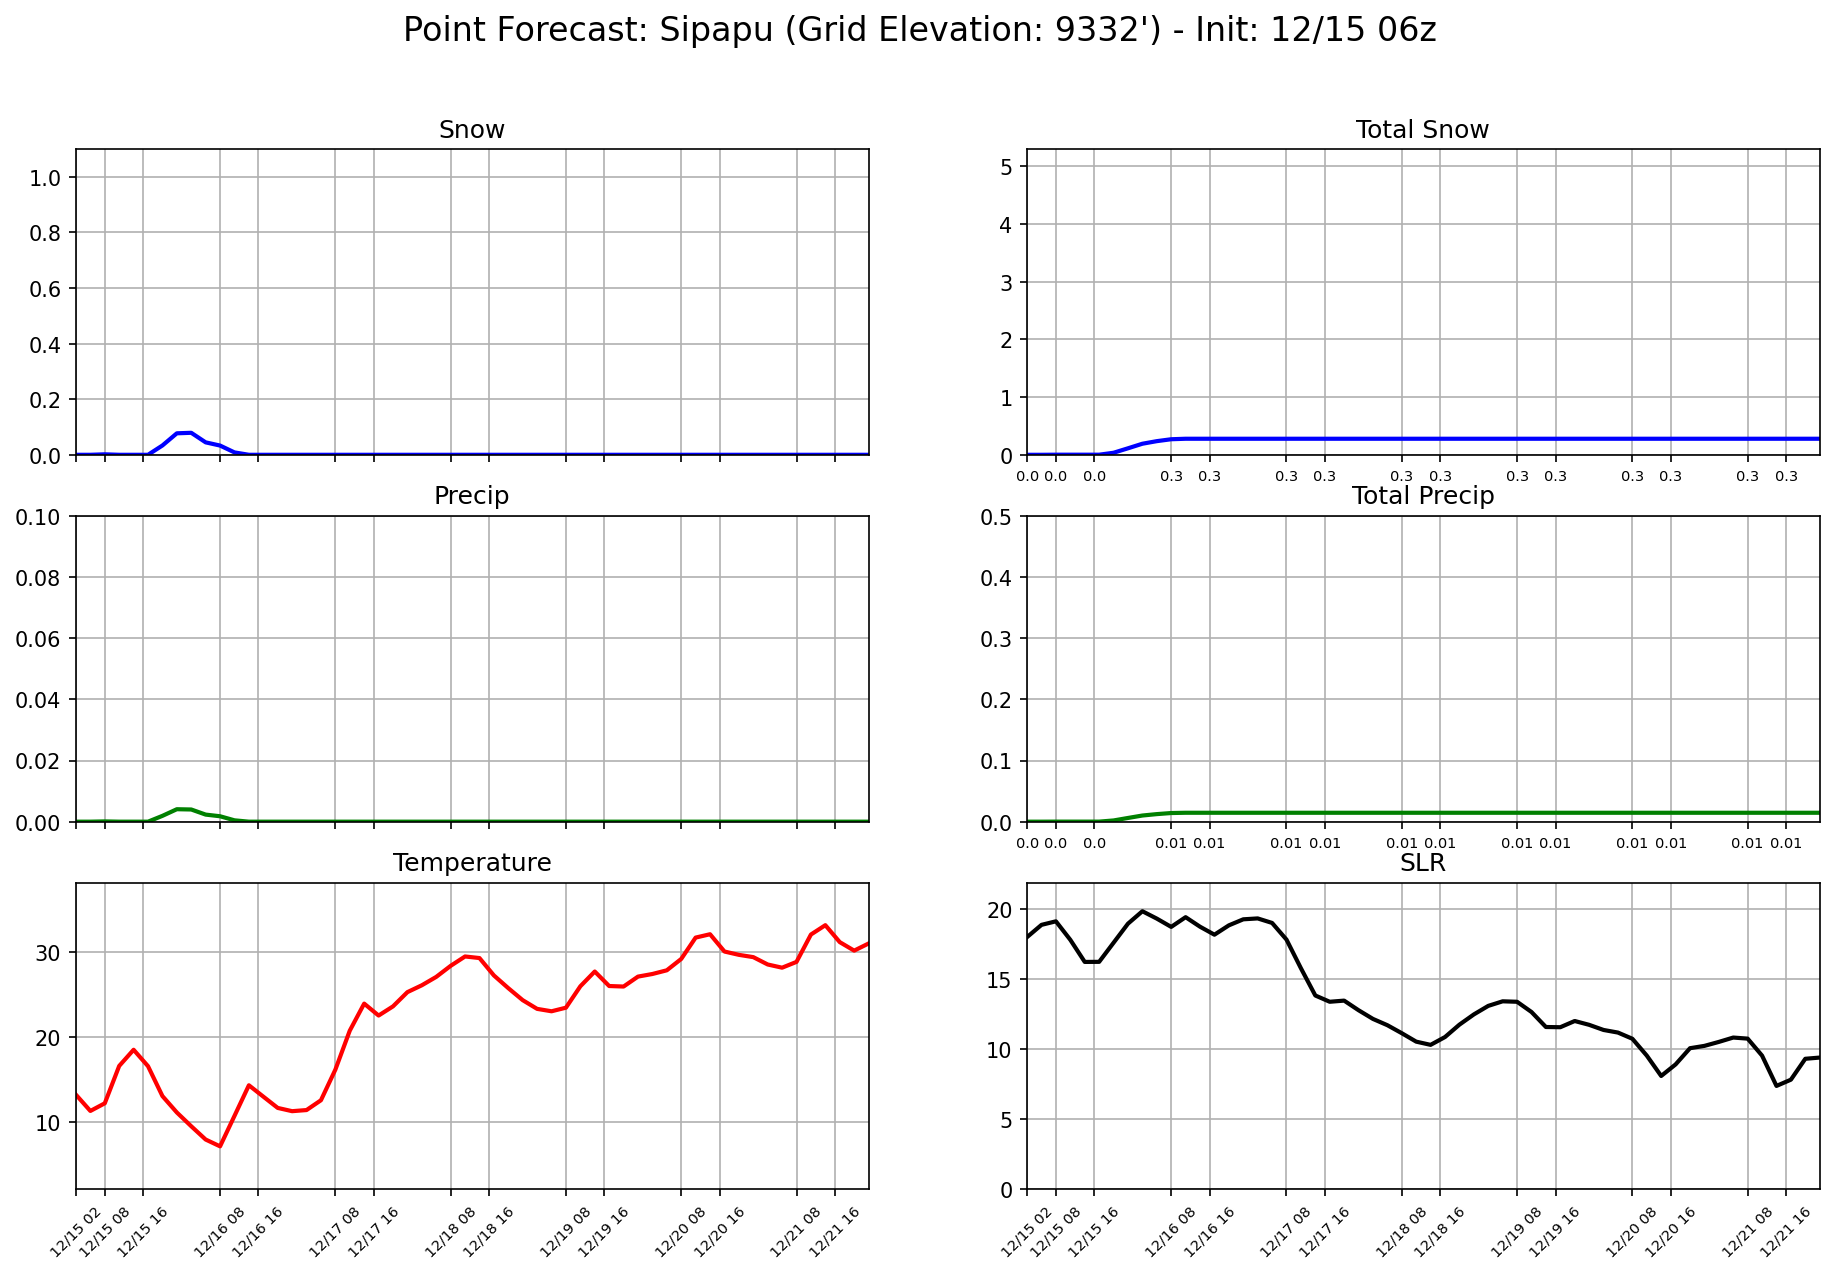 Point Forecast: Sipapu (Grid Elevation: 9332') - Init: 12/15 06z
Snow
1.0
0.8
0.6
0.4
0.2
0.0
Total Snow
5
4
3
2
1
0
0.0 0.0 0.0 0.3 0.3 0.3 0.3 0.3 0.3 0.3 0.3 0.3 0.3 0.3 0.3
Precip
0.10
0.08
0.06
0.04
0.02
0.00
Total Precip
0.5
0.4
0.3
0.2
0.1
0.0
0.0 0.0 0.0 0.01 0.01 0.01 0.01 0.01 0.01 0.01 0.01 0.01 0.01 0.01 0.01
Temperature
30
20
10
12/15 02 12/15 08 12/15 16 12/16 08 12/16 16 12/17 08 12/17 16 12/18 08 12/18 16 12/19 08 12/19 16 12/20 08 12/20 16 12/21 08 12/21 16
SLR
20
15
10
5
0
12/15 02 12/15 08 12/15 16 12/16 08 12/16 16 12/17 08 12/17 16 12/18 08 12/18 16 12/19 08 12/19 16 12/20 08 12/20 16 12/21 08 12/21 16